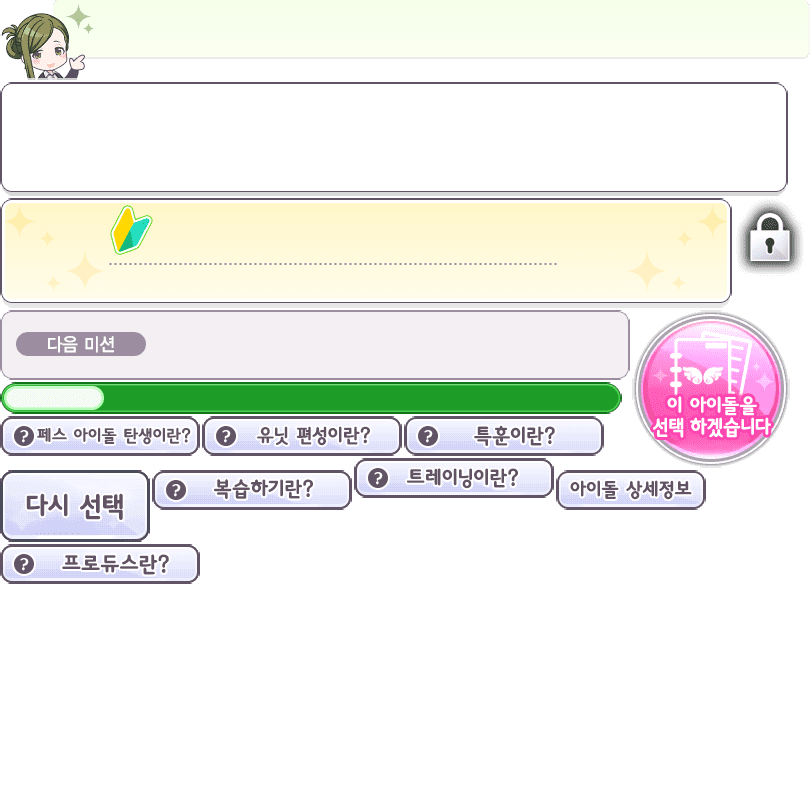 다음 미션
이 아이돌을
선택 하겠습니다
페스 아이돌 탄생이란?
유닛 편성이란?
특훈이란?
다시 선택
복습하기란?
트레이닝이란?
아이돌 상세정보
프로듀스란?